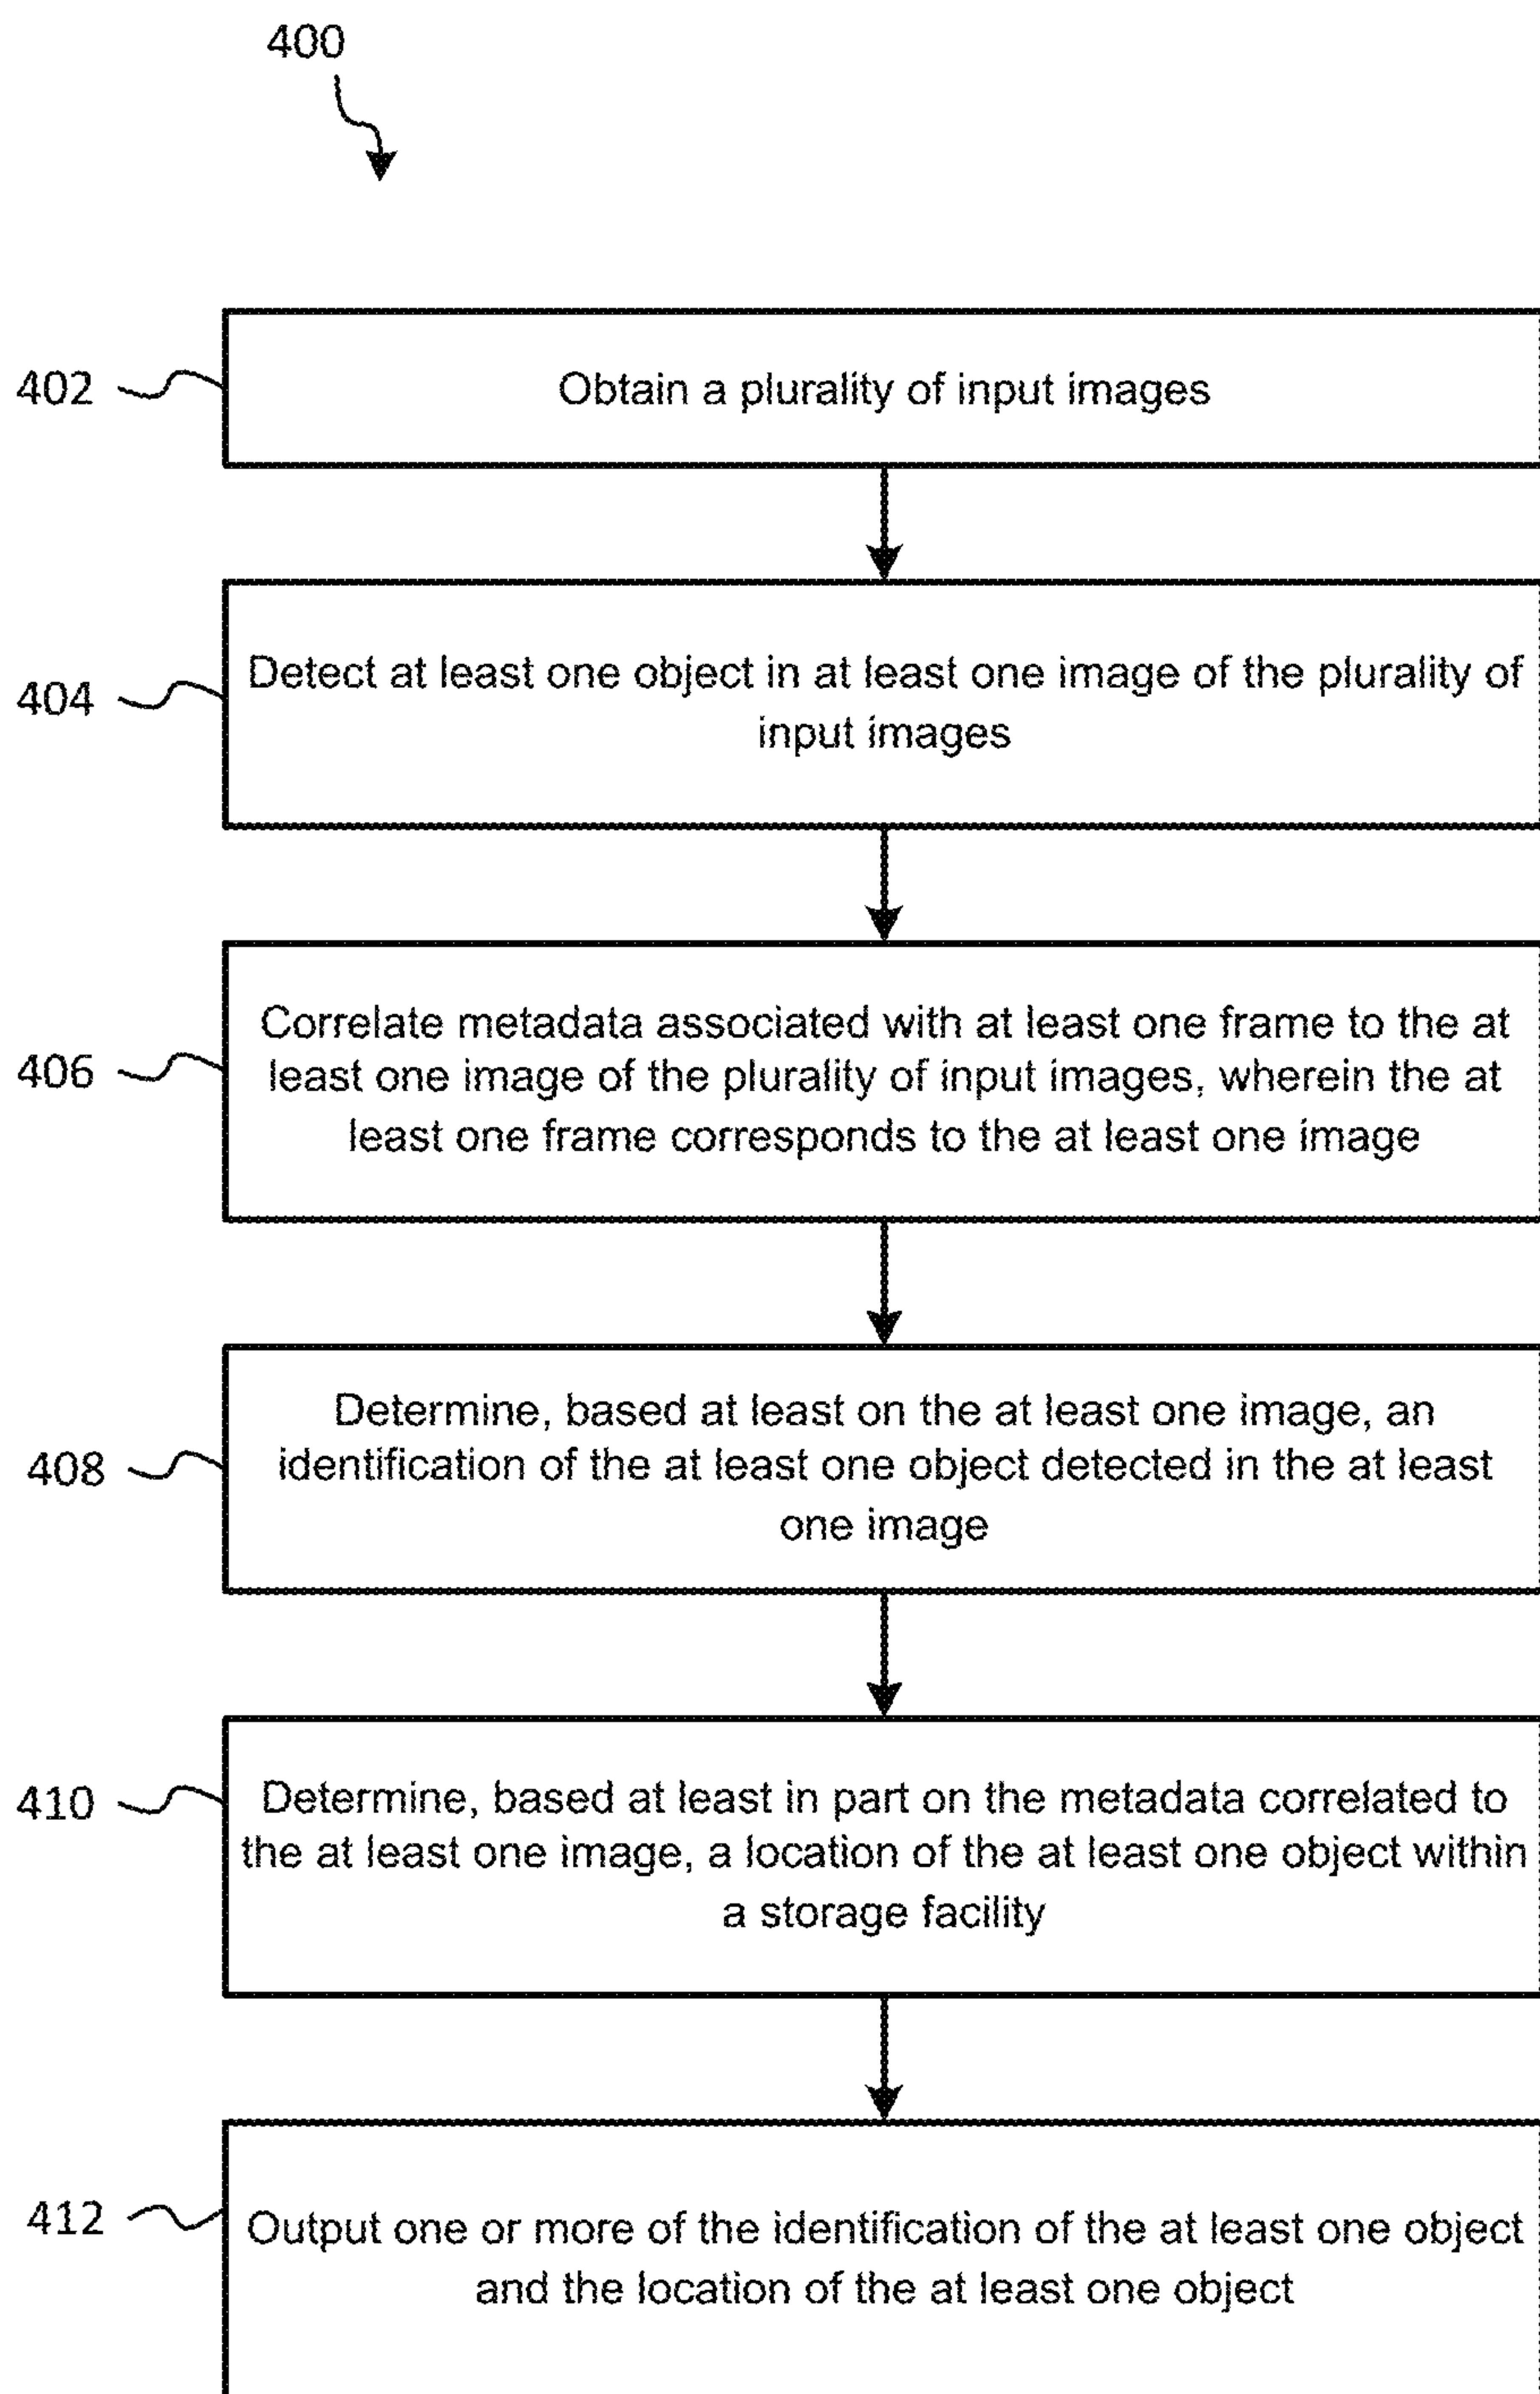 400
402
Obtain a plurality of input images
404
Detect at least one object in at least one image of the plurality of
input images
406
Correlate metadata associated with at least one frame to the at
least one image of the plurality of input images, wherein the at
least one frame corresponds to the at least one image
408
Determine, based at least on the at least one image, an
identification of the at least one object detected in the at least
one image
410
Determine, based at least in part on the metadata correlated to
the at least one image, a location of the at least one object within
a storage facility
412
Output one or more of the identification of the at least one object
and the location of the at least one object